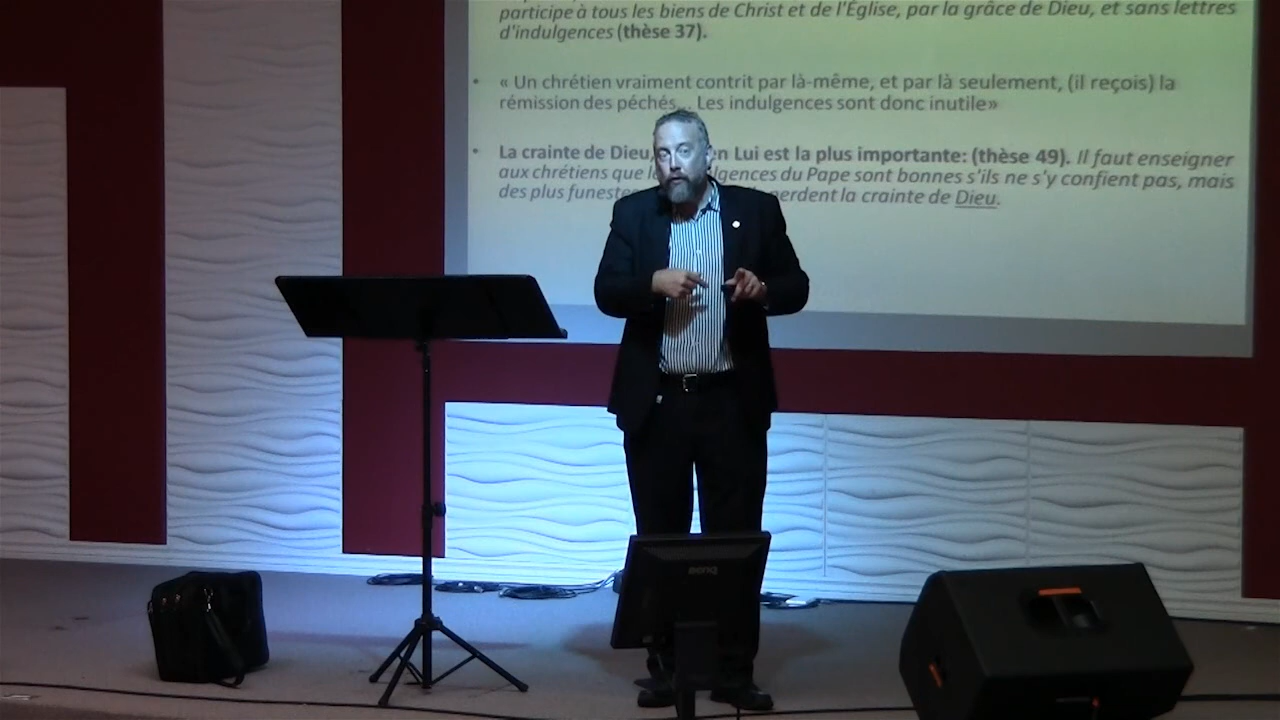 participe à tous les biens de Christ et de l'Église, par la grâce de Dieu, et sans lettres
d'indulgences (thèse 37).
• « Un chrétien vraiment contrit par là-même, et par là seulement, (il reçois) la
rémission des péchés... Les indulgences sont donc inutile»
• La crainte de Dieu, en Lui est la plus importante: (thèse 49). Il faut enseigner
aux chrétiens que indulgences du Pape sont bonnes s'ils ne s'y confient pas, mais
des plus funestes perdent la crainte de Dieu.
BenQ